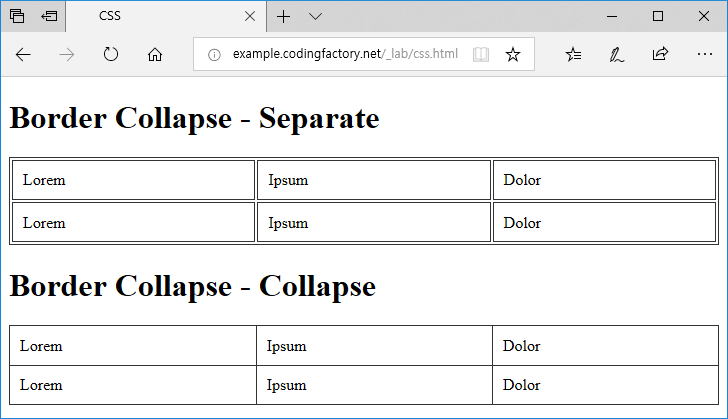 CSS
example.codingfactory.net/_lab/css.html
Border Collapse - Separate
Lorem Ipsum Dolor
Lorem Ipsum Dolor
Border Collapse - Collapse
Lorem Ipsum Dolor
Lorem Ipsum Dolor